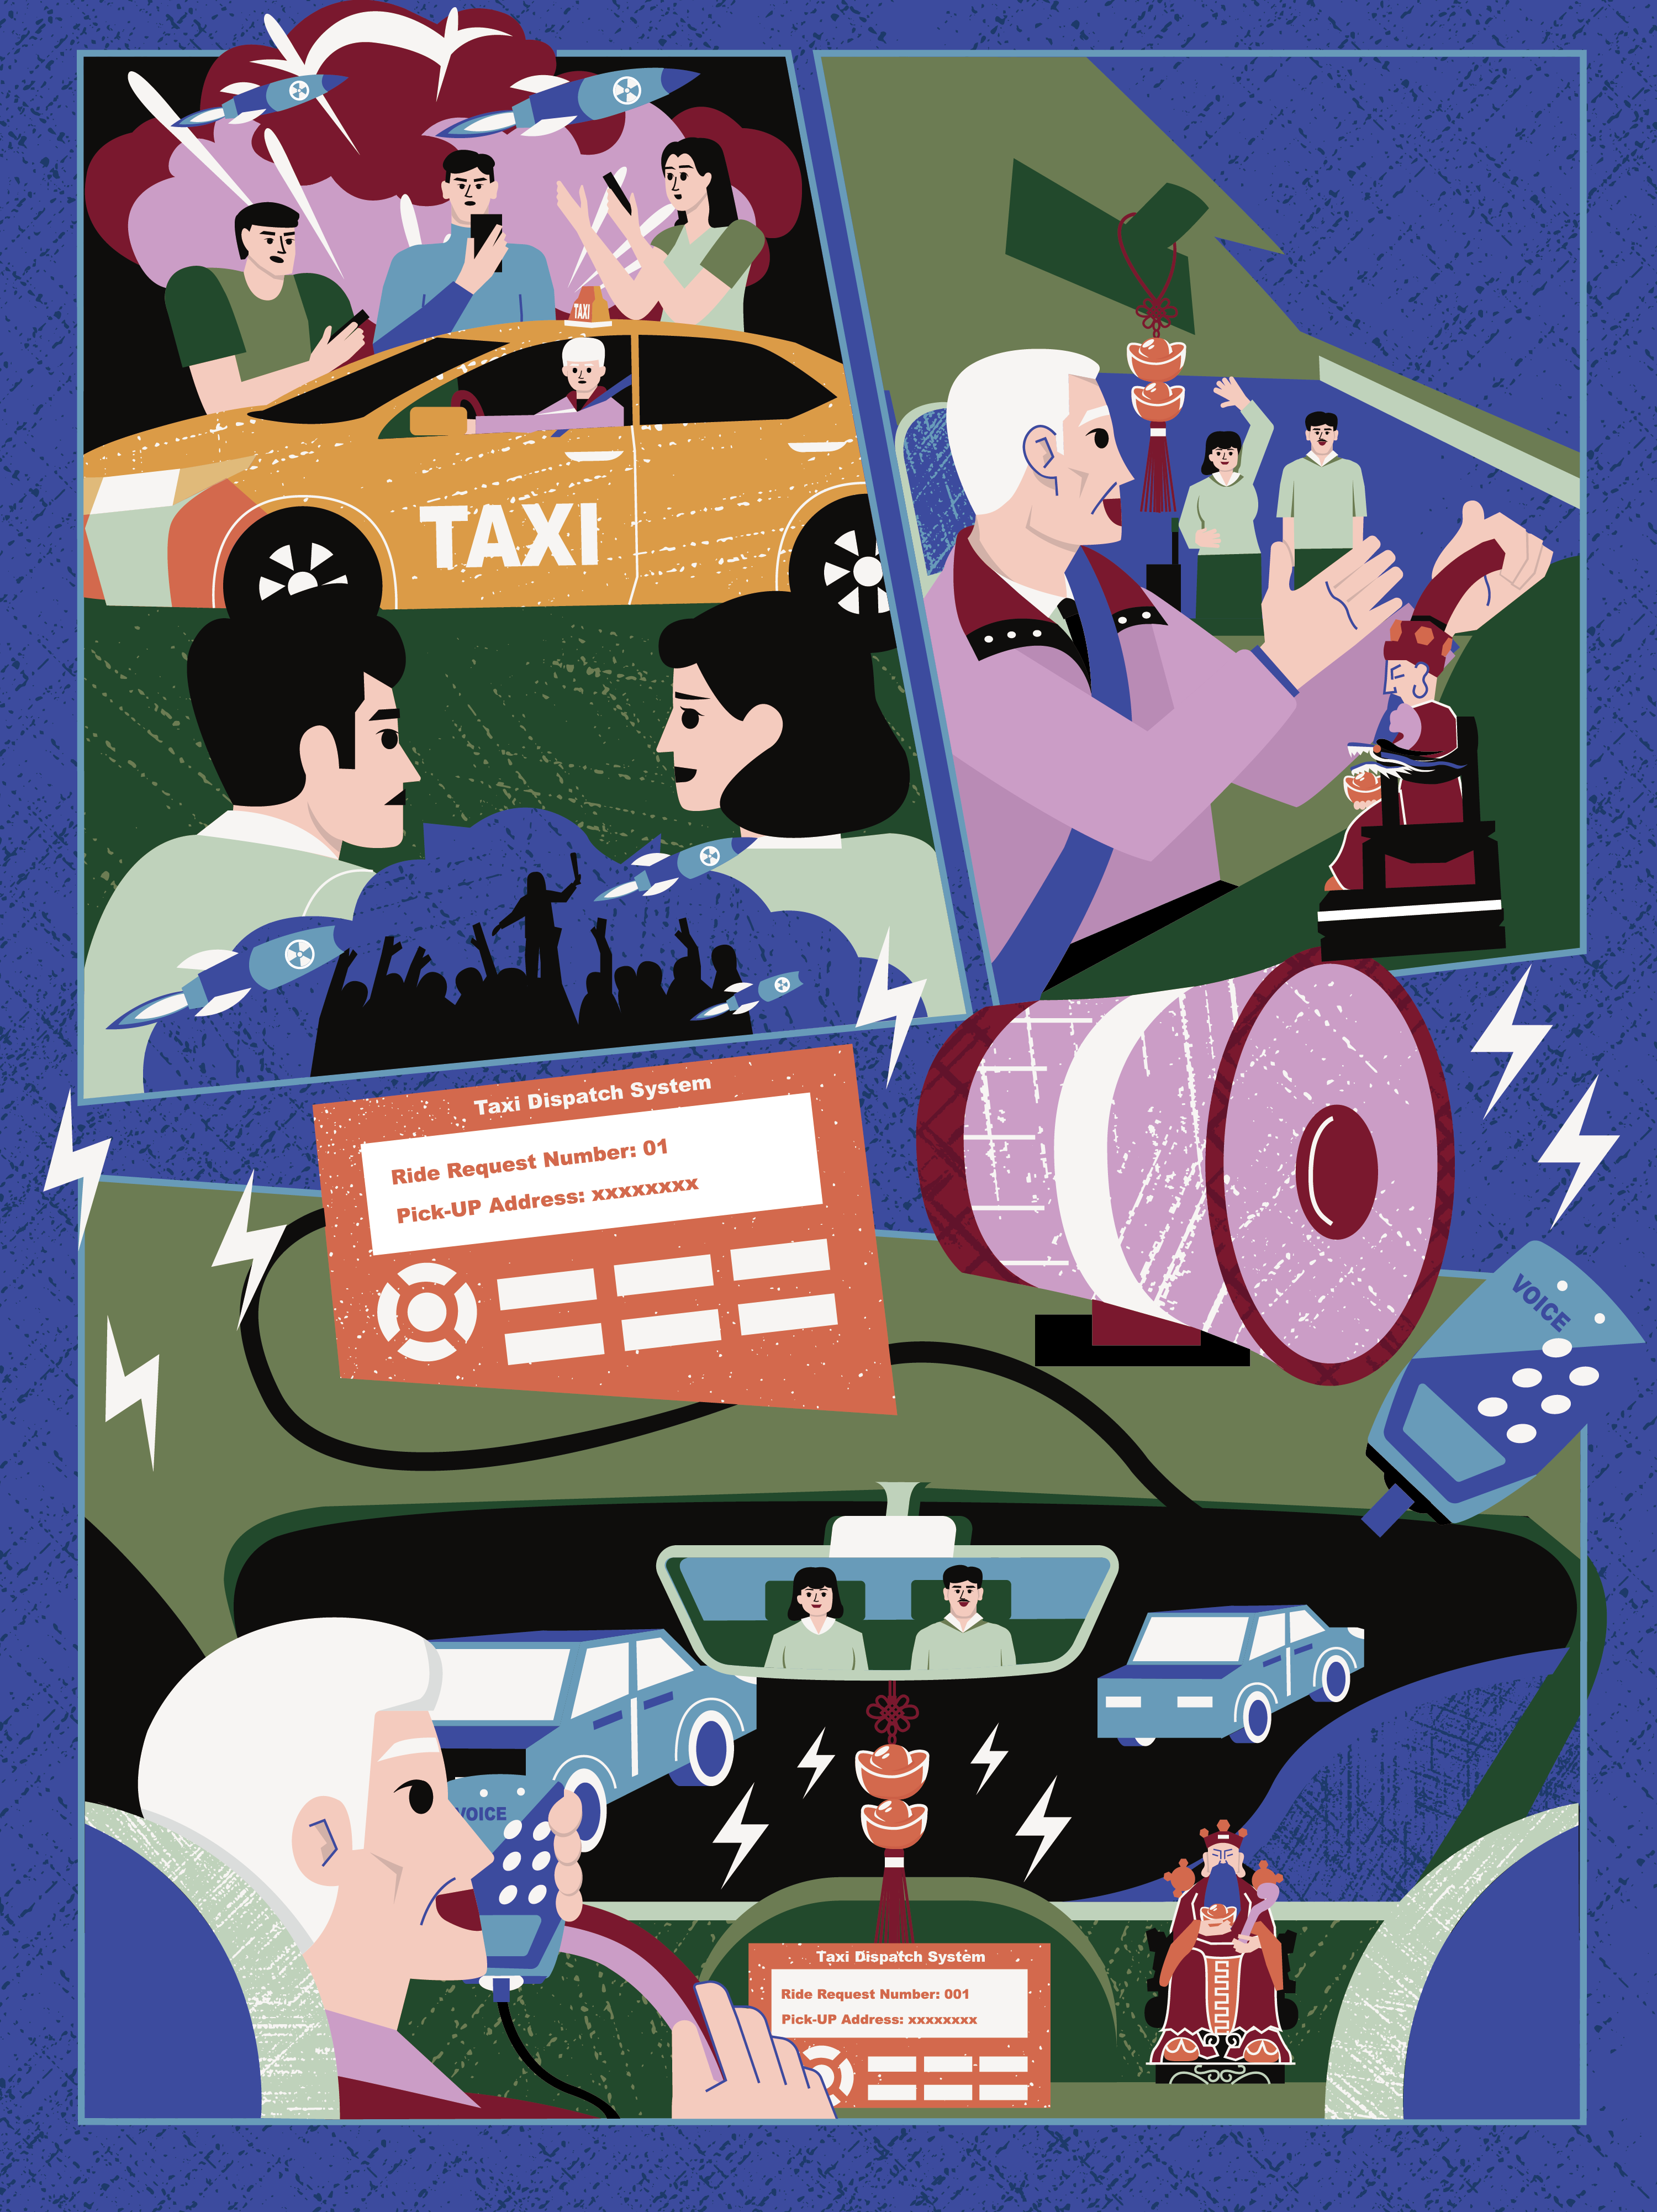 TAXI
TAXI
Taxi Dispatch System
Ride Request Number: 01
Pick-UP Address: xxxxxxxx
VOICE
VOICE
Taxi Dispatch System
Ride Request Number: 001
Pick-UP Address: xxxxxxxx